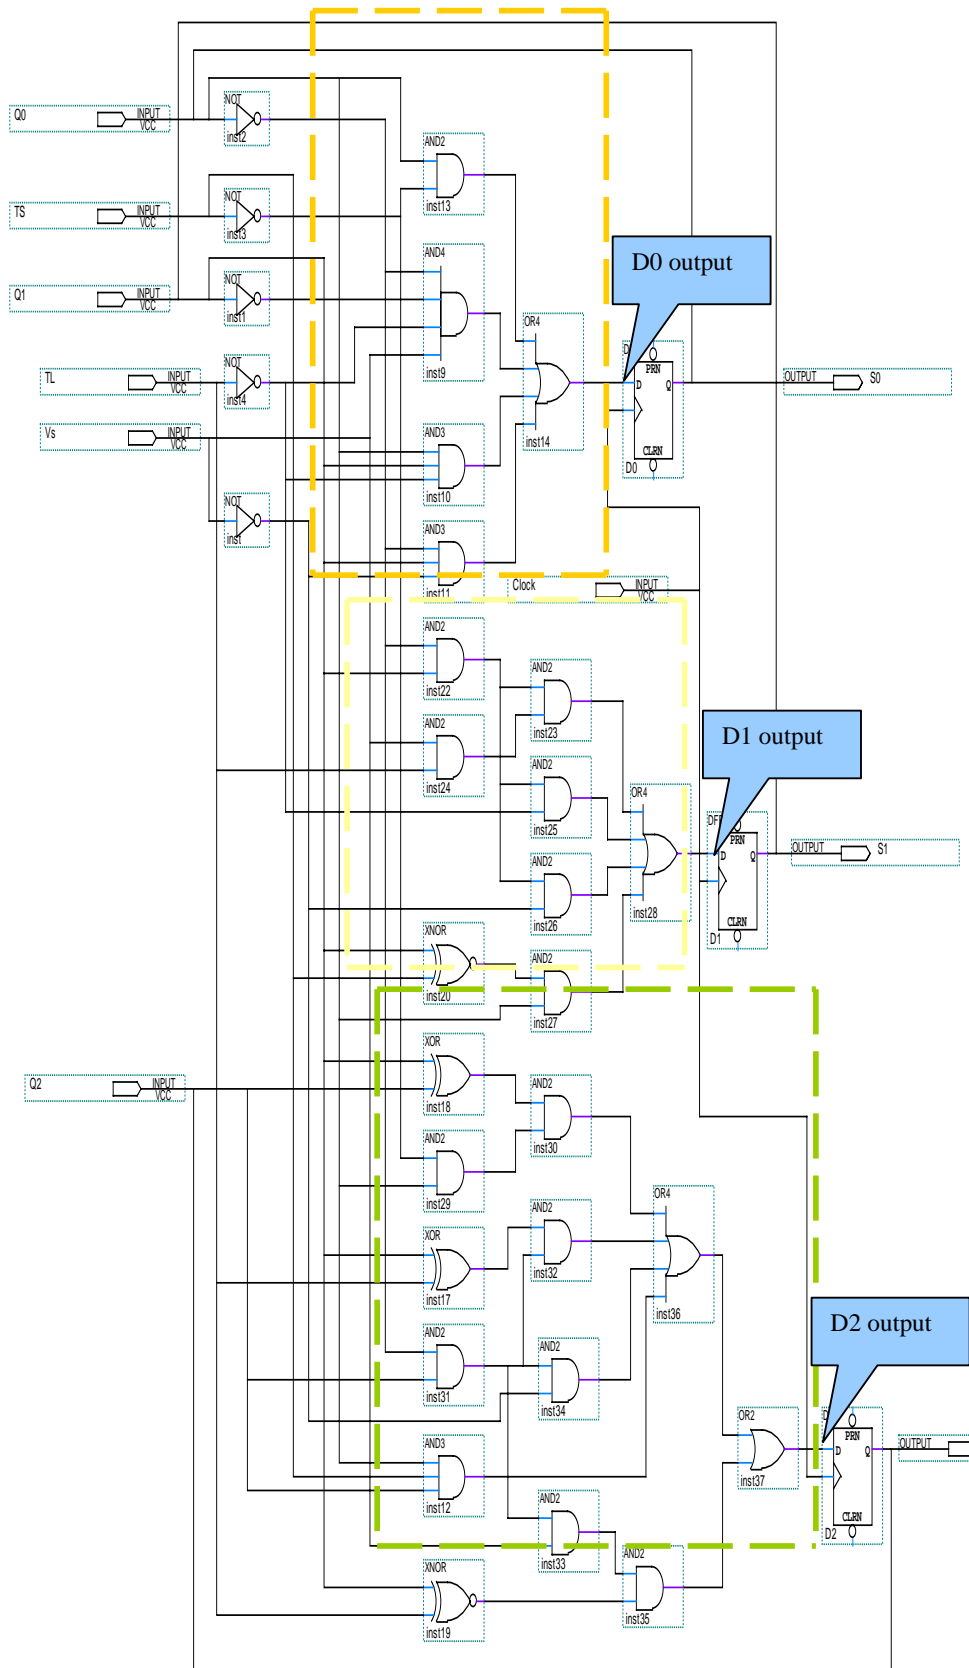 Q0
INPUT
VCC
NOT
inst2
AND2
inst13
TS
INPUT
VCC
NOT
inst3
D0 output
Q1
INPUT
VCC
NOT
inst1
AND4
inst9
OR4
inst14
TL
INPUT
VCC
NOT
inst4
D
PRN
D
Q
CLRN
D0
OUTPUT
S0
Vs
INPUT
VCC
AND3
inst10
NOT
inst
AND3
inst11
Clock
INPUT
VCC
AND2
inst22
AND2
inst23
D1 output
AND2
inst24
AND2
inst25
OR4
inst28
DF
PRN
D
Q
CLRN
D1
OUTPUT
S1
AND2
inst26
XNOR
inst20
AND2
inst27
Q2
INPUT
VCC
XOR
inst18
AND2
inst30
AND2
inst29
OR4
inst36
AND2
inst32
XOR
inst17
D2 output
AND2
inst31
AND2
inst34
OR2
inst37
D
PRN
D
Q
CLRN
D2
OUTPUT
AND3
inst12
AND2
inst33
AND2
inst35
XNOR
inst19